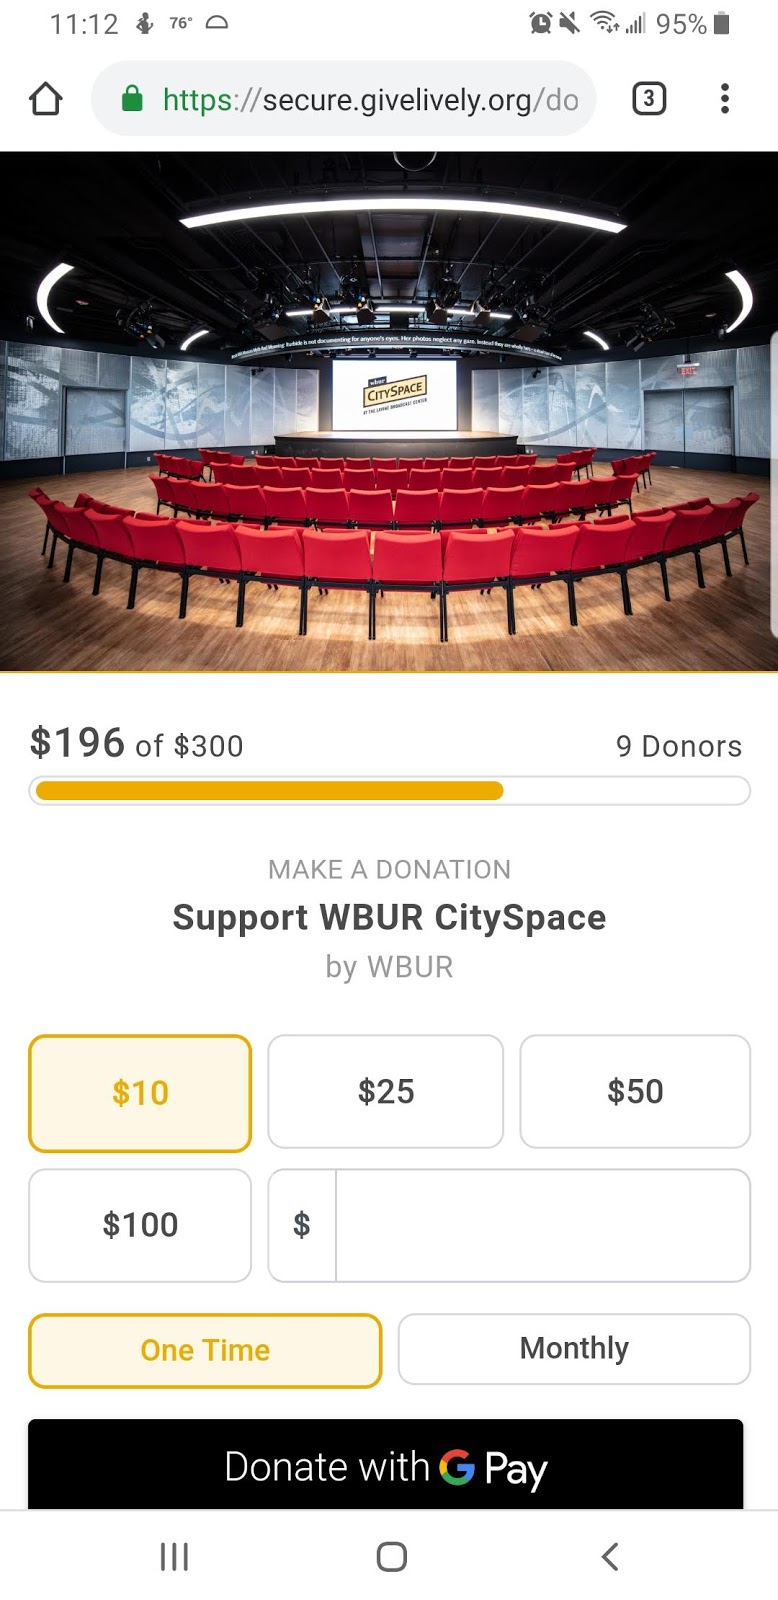 11:12 76° 95%
https://secure.givelively.org/do 3
EXIT
wbur
CITYSPACE
AT THE LAVINE BROADCAST CENTER
$196 of $300 9 Donors
MAKE A DONATION
Support WBUR CitySpace
by WBUR
$10 $25 $50
$100 $
One Time Monthly
Donate with G Pay